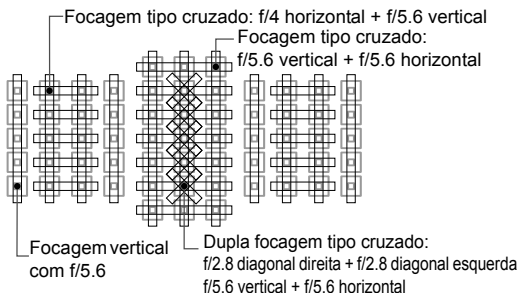 Focagem tipo cruzado: f/4 horizontal + f/5.6 vertical
Focagem tipo cruzado:
f/5.6 vertical + f/5.6 horizontal
Focagem vertical
com f/5.6
Dupla focagem tipo cruzado:
f/2.8 diagonal direita + f/2.8 diagonal esquerda
f/5.6 vertical + f/5.6 horizontal